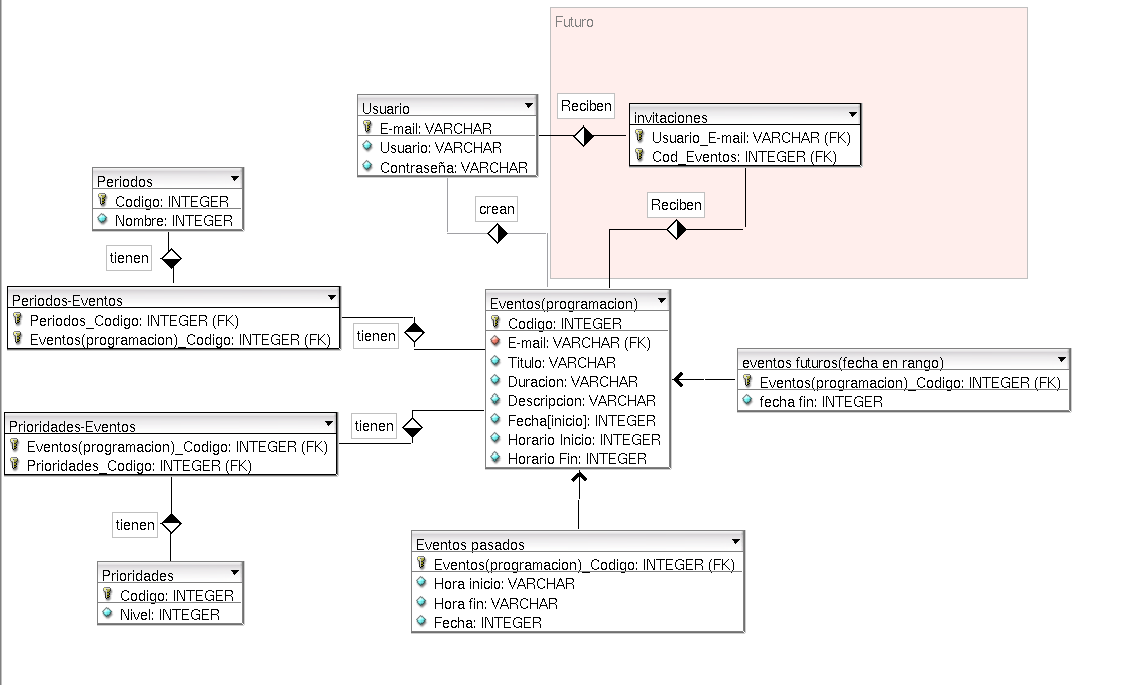 Futuro
Usuario
E-mail: VARCHAR
Usuario: VARCHAR
Contraseña: VARCHAR
Reciben
invitaciones
Usuario_E-mail: VARCHAR (FK)
Cod_Eventos: INTEGER (FK)
Periodos
Codigo: INTEGER
Nombre: INTEGER
crean
Reciben
tienen
Periodos-Eventos
Periodos_Codigo: INTEGER (FK)
Eventos(programacion)_Codigo: INTEGER (FK)
tienen
Eventos(programacion)
Codigo: INTEGER
E-mail: VARCHAR (FK)
Titulo: VARCHAR
Duracion: VARCHAR
Descripcion: VARCHAR
Fecha[inicio]: INTEGER
Horario Inicio: INTEGER
Horario Fin: INTEGER
eventos futuros(fecha en rango)
Eventos(programacion)_Codigo: INTEGER (FK)
fecha fin: INTEGER
Prioridades-Eventos
Eventos(programacion)_Codigo: INTEGER (FK)
Prioridades_Codigo: INTEGER (FK)
tienen
tienen
Prioridades
Codigo: INTEGER
Nivel: INTEGER
Eventos pasados
Eventos(programacion)_Codigo: INTEGER (FK)
Hora inicio: VARCHAR
Hora fin: VARCHAR
Fecha: INTEGER